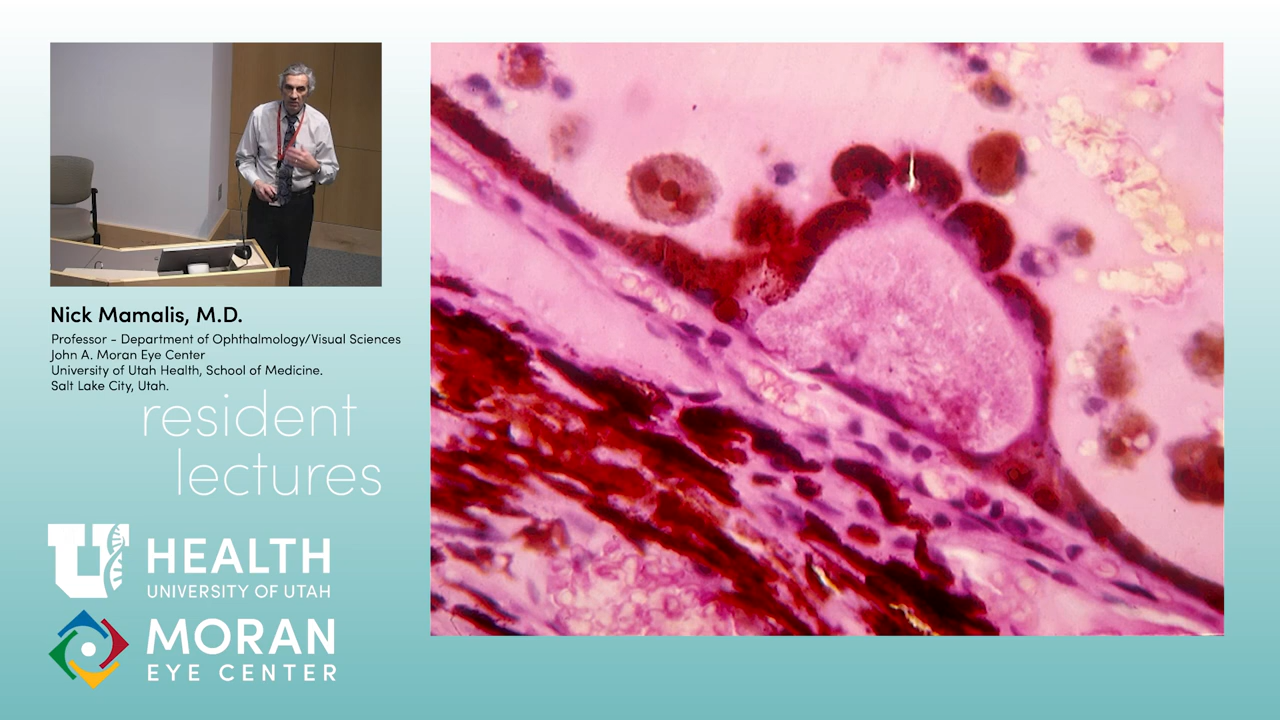 Nick Mamalis, M.D.
Professor - Department of Ophthalmology/Visual Sciences
John A. Moran Eye Center
University of Utah Health, School of Medicine.
Salt Lake City, Utah.
resident
lectures
U HEALTH
UNIVERSITY OF UTAH
MORAN
EYE CENTER